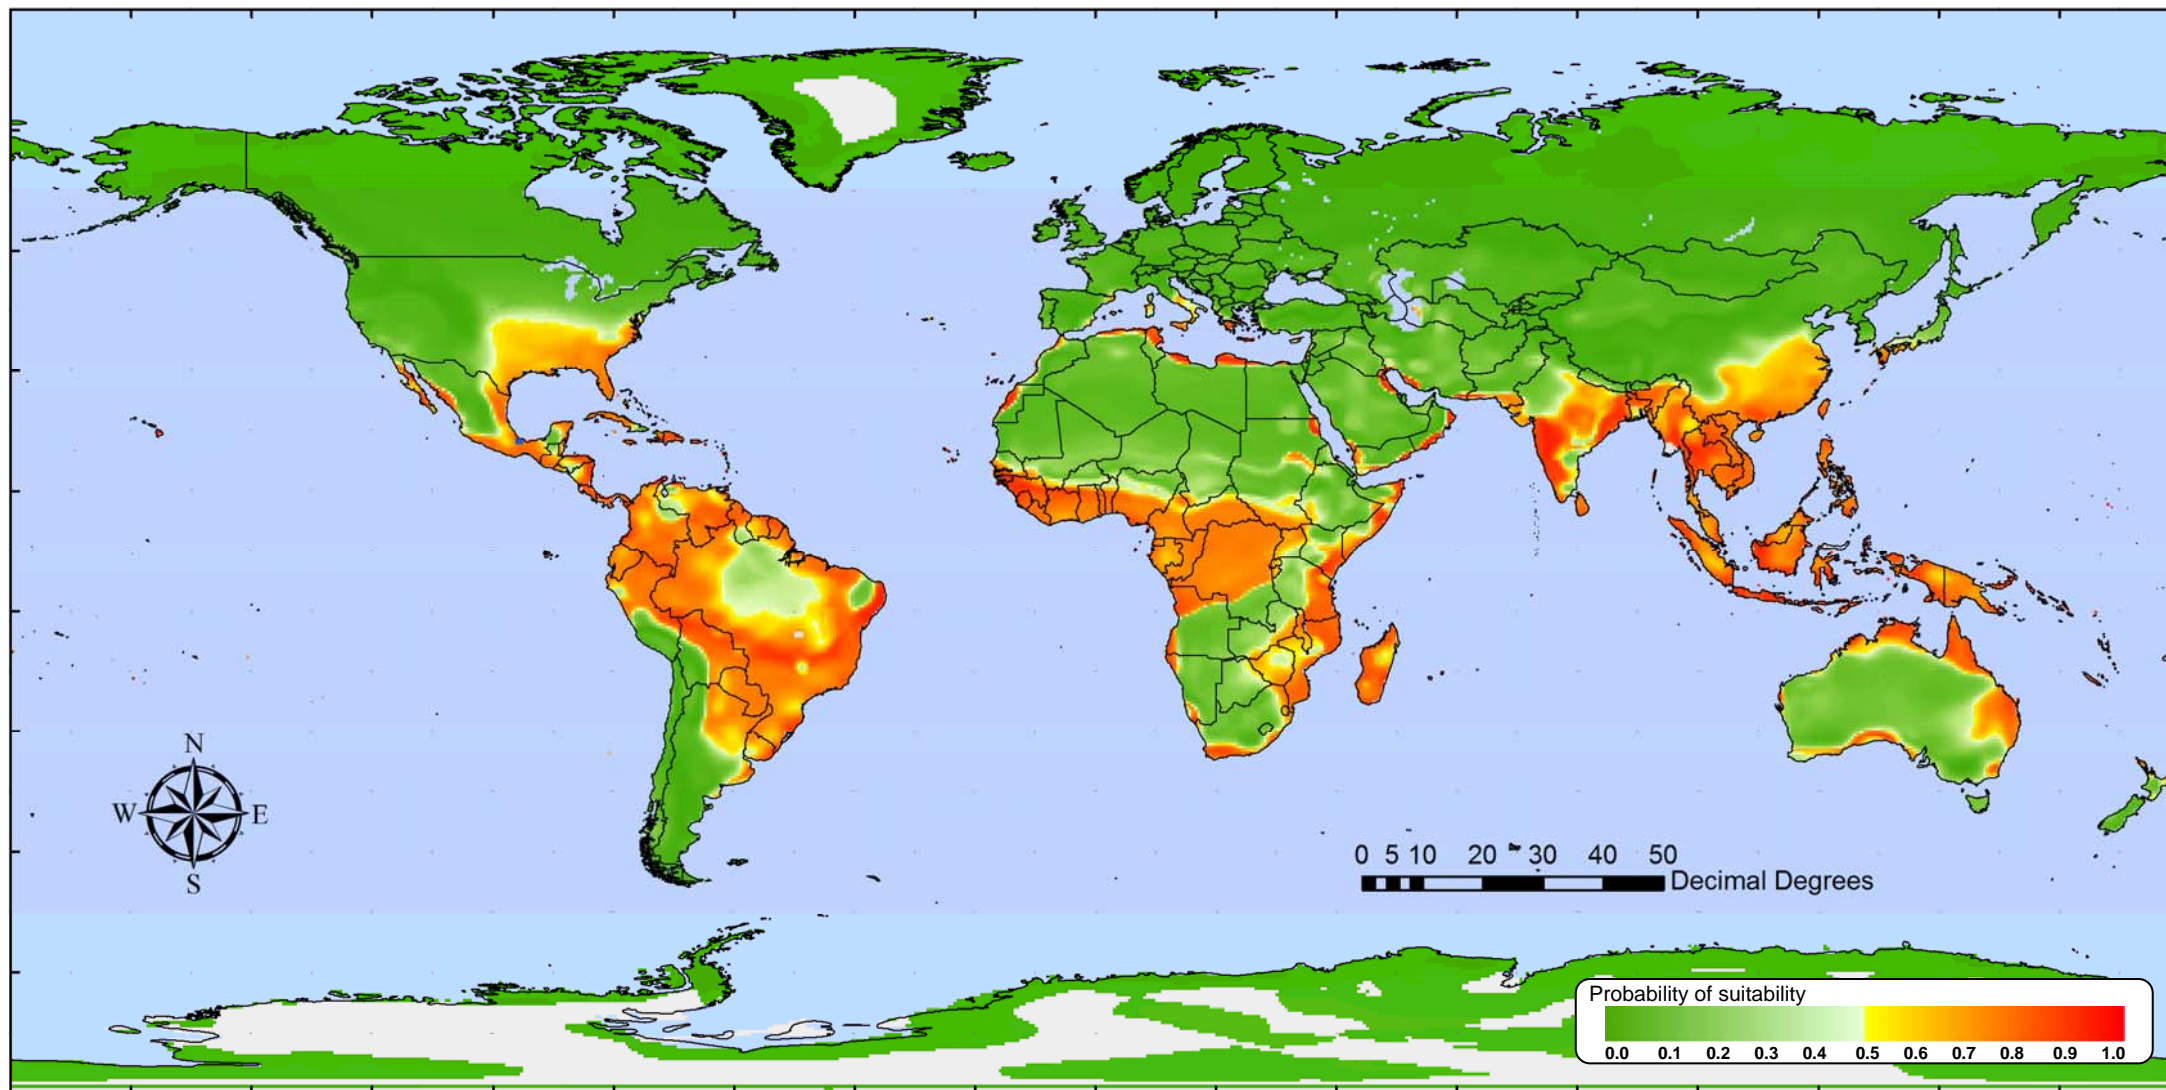 N
W E
S
0 5 10 20 30 40 50
Decimal Degrees
Probability of suitability
0.0 0.1 0.2 0.3 0.4 0.5 0.6 0.7 0.8 0.9 1.0